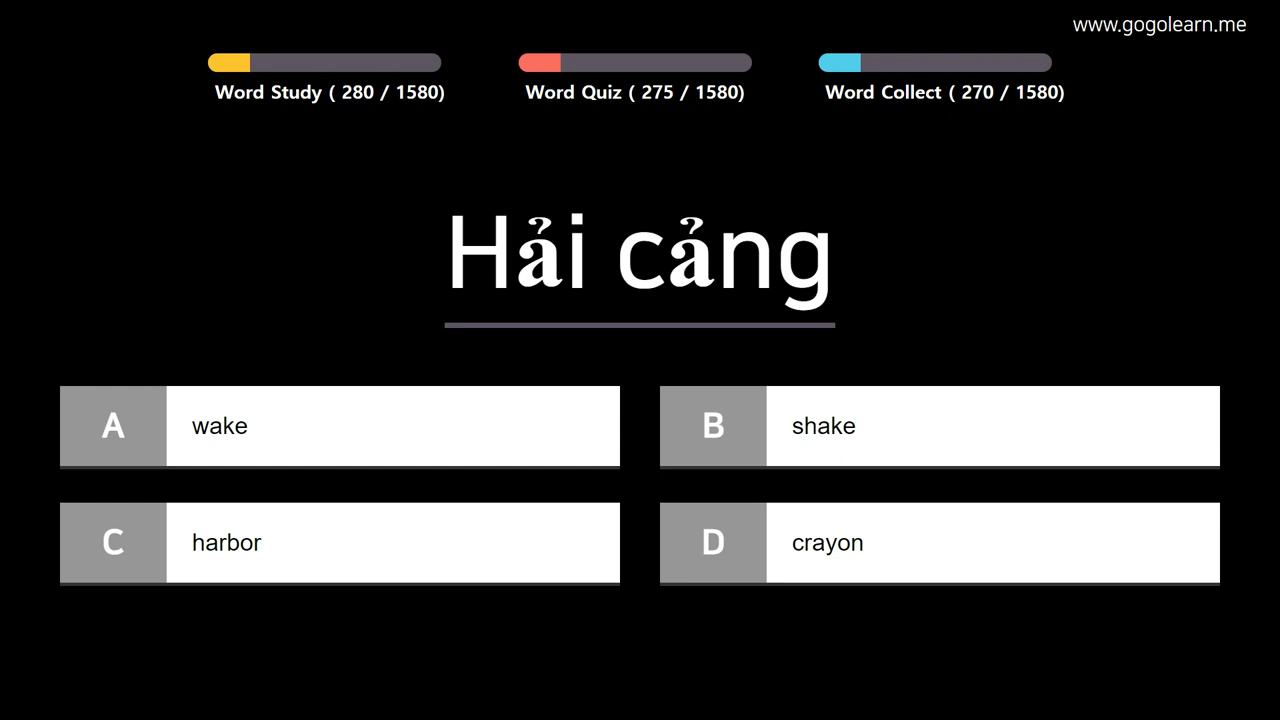 www.gogolearn.me
Word Study ( 280 / 1580)
Word Quiz ( 275 / 1580)
Word Collect ( 270 / 1580)
Hải cảng
A wake
B shake
C harbor
D crayon